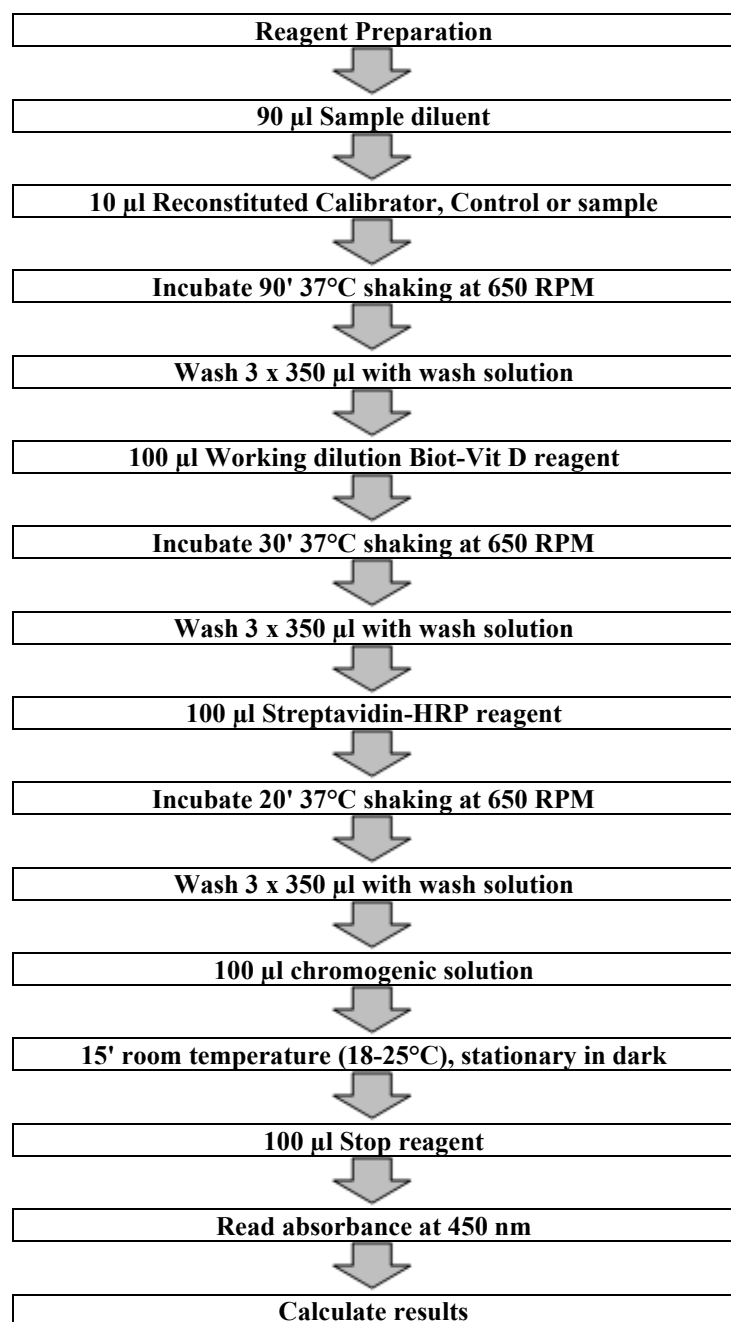 Reagent Preparation
90 µl Sample diluent
10 µl Reconstituted Calibrator, Control or sample
Incubate 90' 37°C shaking at 650 RPM
Wash 3 x 350 µl with wash solution
100 µl Working dilution Biot-Vit D reagent
Incubate 30' 37°C shaking at 650 RPM
Wash 3 x 350 µl with wash solution
100 µl Streptavidin-HRP reagent
Incubate 20' 37°C shaking at 650 RPM
Wash 3 x 350 µl with wash solution
100 µl chromogenic solution
15' room temperature (18-25°C), stationary in dark
100 µl Stop reagent
Read absorbance at 450 nm
Calculate results